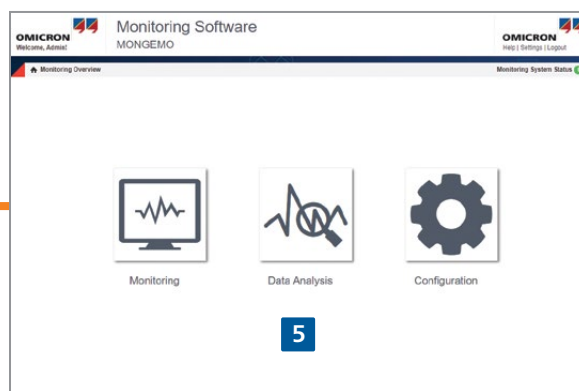 OMICRON
Welcome, Admin!
Monitoring Software
MONGEMO
OMICRON
Help | Settings | Logout
Monitoring Overview
Monitoring System Status
Monitoring
Data Analysis
Configuration
5